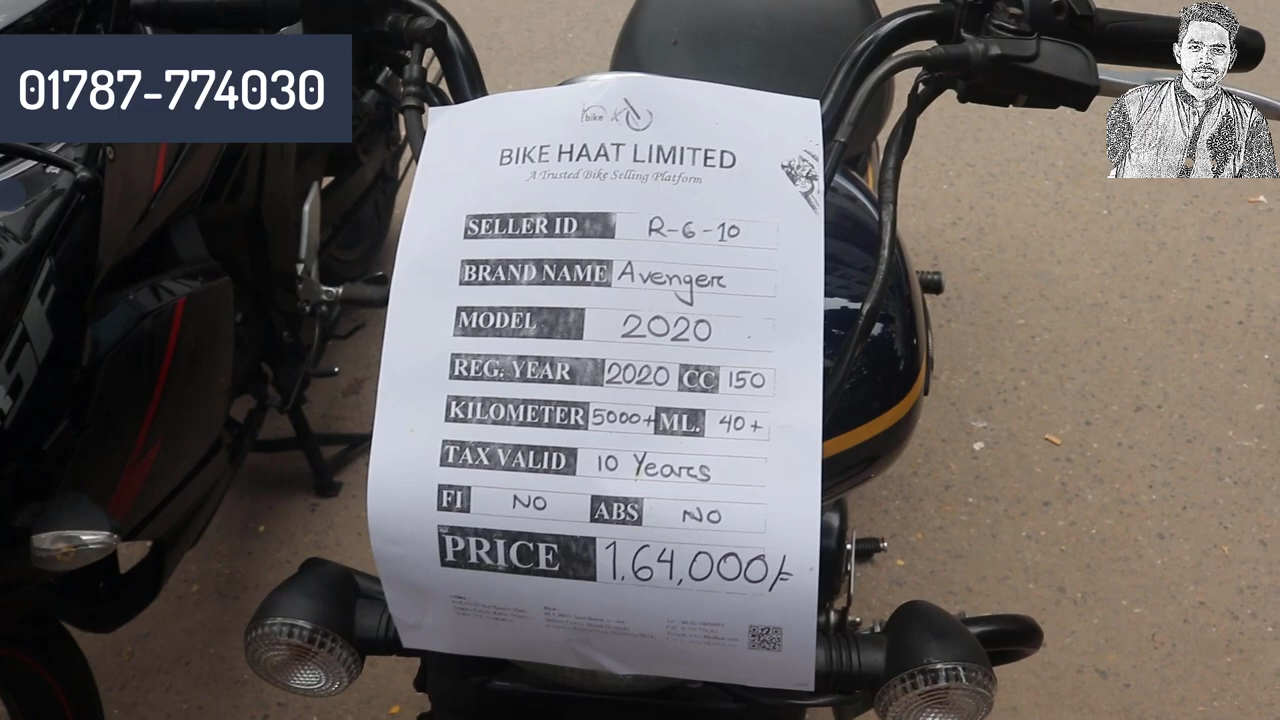 01787-774030
bike
BIKE HAAT LIMITED
A Trusted Bike Selling Platform
SELLER ID R-6-10
BRAND NAME Avenger
MODEL 2020
REG. YEAR 2020 CC 150
KILOMETER 5000+ ML. 40+
TAX VALID 10 Years
FI NO ABS NO
PRICE 1,64,000/=